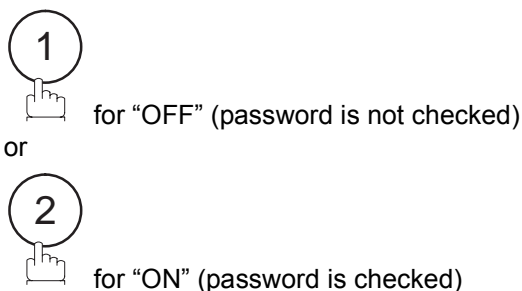 1
for “OFF” (password is not checked)
or
2
for “ON” (password is checked)